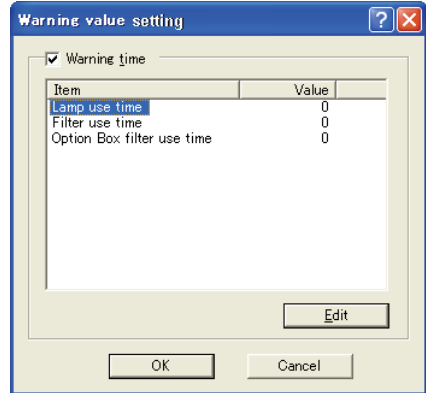 Warning value setting
Warning time
Item Value
Lamp use time 0
Filter use time 0
Option Box filter use time 0
Edit
OK Cancel